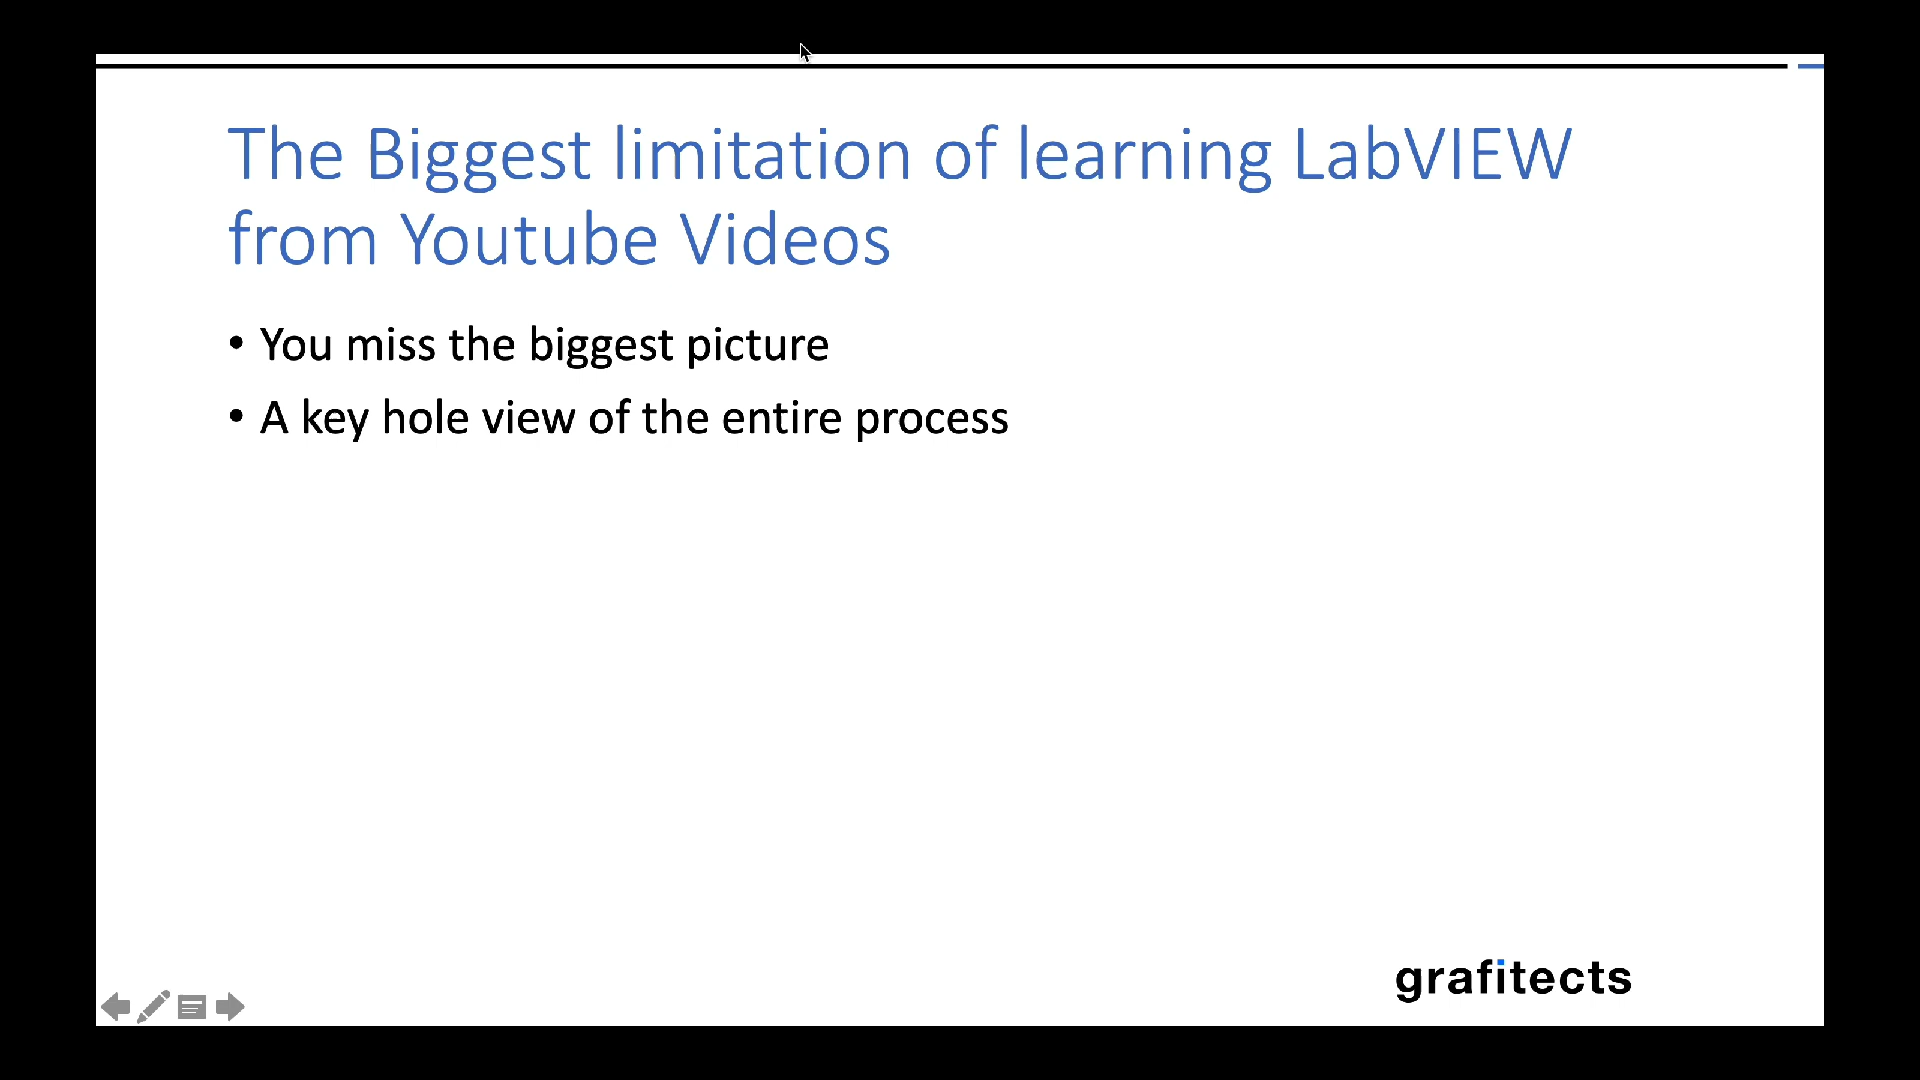 The Biggest limitation of learning LabVIEW
from Youtube Videos
• You miss the biggest picture
• A key hole view of the entire process
grafitects